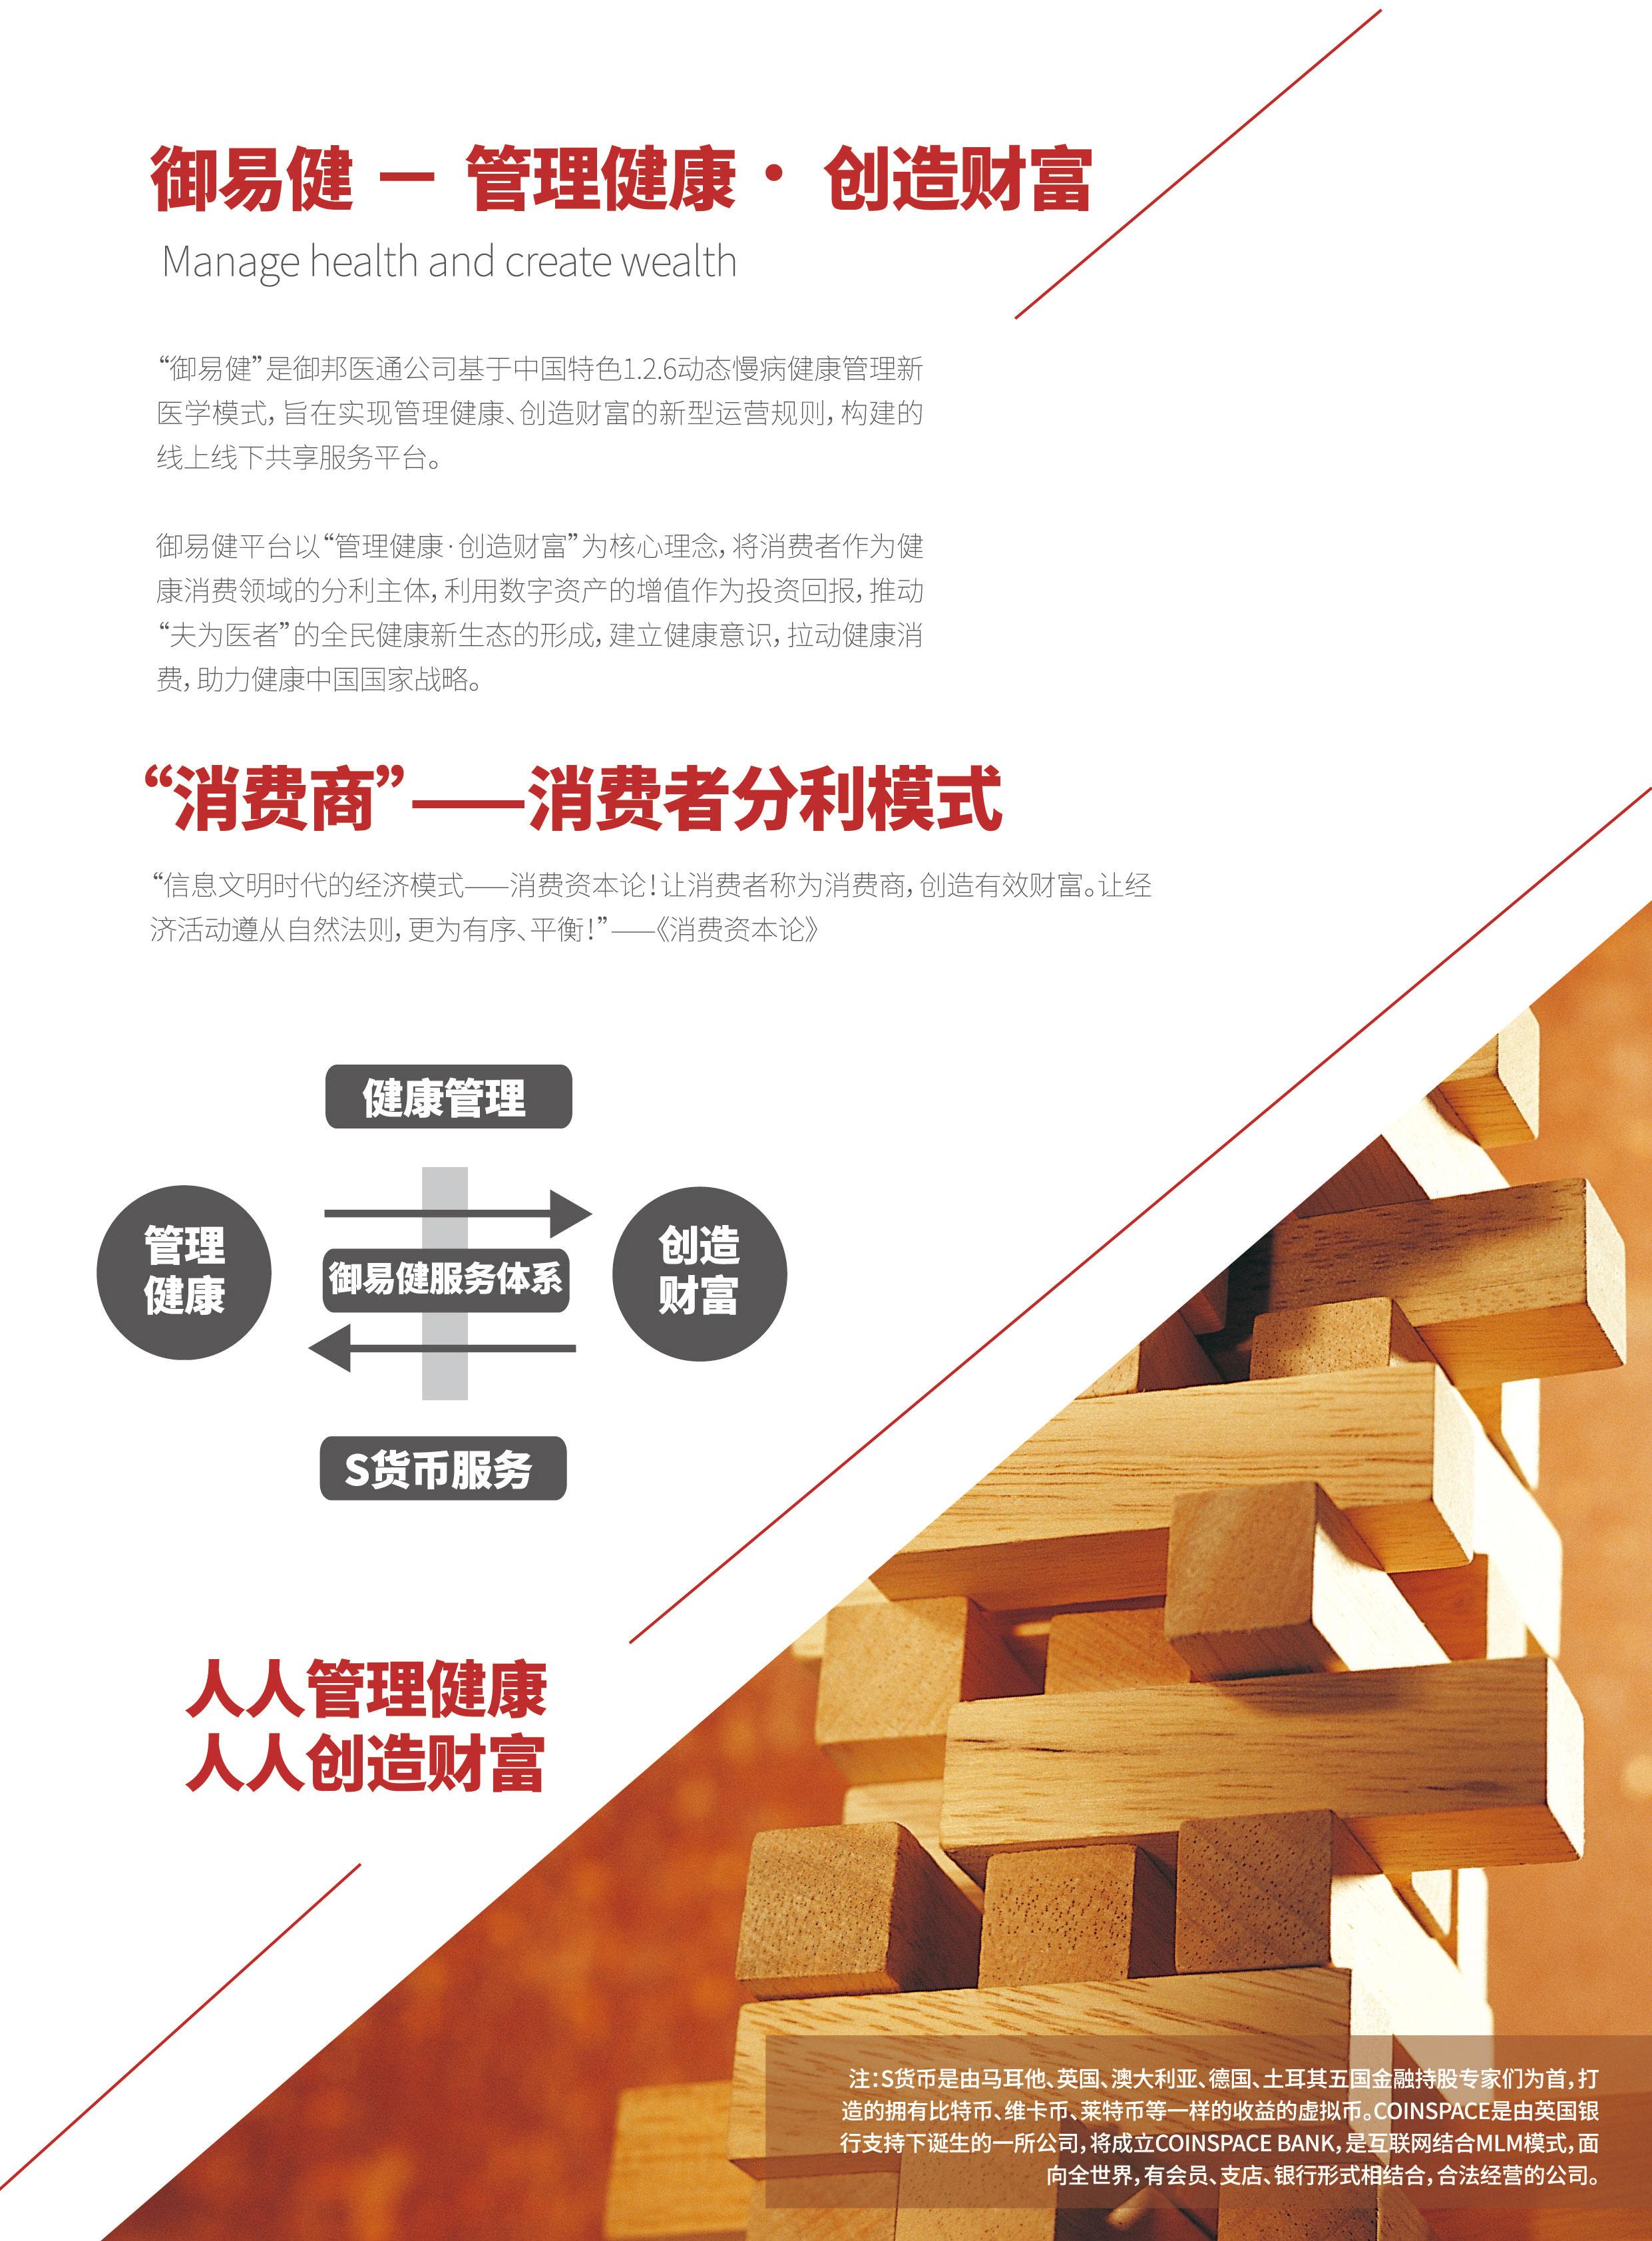 御易健 — 管理健康 · 创造财富
Manage health and create wealth
“御易健”是御邦医通公司基于中国特色1.2.6动态慢病健康管理新
医学模式，旨在实现管理健康、创造财富的新型运营规则，构建的
线上线下共享服务平台。
御易健平台以“管理健康·创造财富”为核心理念，将消费者作为健
康消费领域的分利主体，利用数字资产的增值作为投资回报，推动
“夫为医者”的全民健康新生态的形成，建立健康意识，拉动健康消
费，助力健康中国国家战略。
“消费商”——消费者分利模式
“信息文明时代的经济模式——消费资本论！让消费者称为消费商，创造有效财富。让经
济活动遵从自然法则，更为有序、平衡！”——《消费资本论》
健康管理
管理
健康
御易健服务体系
创造
财富
S货币服务
人人管理健康
人人创造财富
注：S货币是由马耳他、英国、澳大利亚、德国、土耳其五国金融持股专家们为首，打
造的拥有比特币、维卡币、莱特币等一样的收益的虚拟币。COINSPACE是由英国银
行支持下诞生的一所公司，将成立COINSPACE BANK，是互联网结合MLM模式，面
向全世界，有会员、支店、银行形式相结合，合法经营的公司。